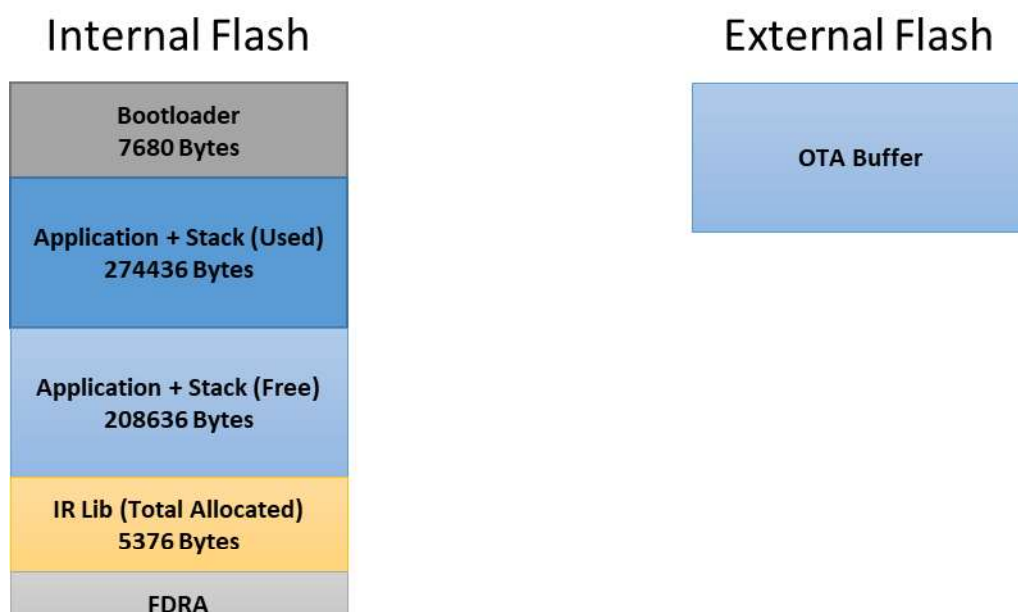 Internal Flash
External Flash
Bootloader
7680 Bytes
OTA Buffer
Application + Stack (Used)
274436 Bytes
Application + Stack (Free)
208636 Bytes
IR Lib (Total Allocated)
5376 Bytes
FDRA